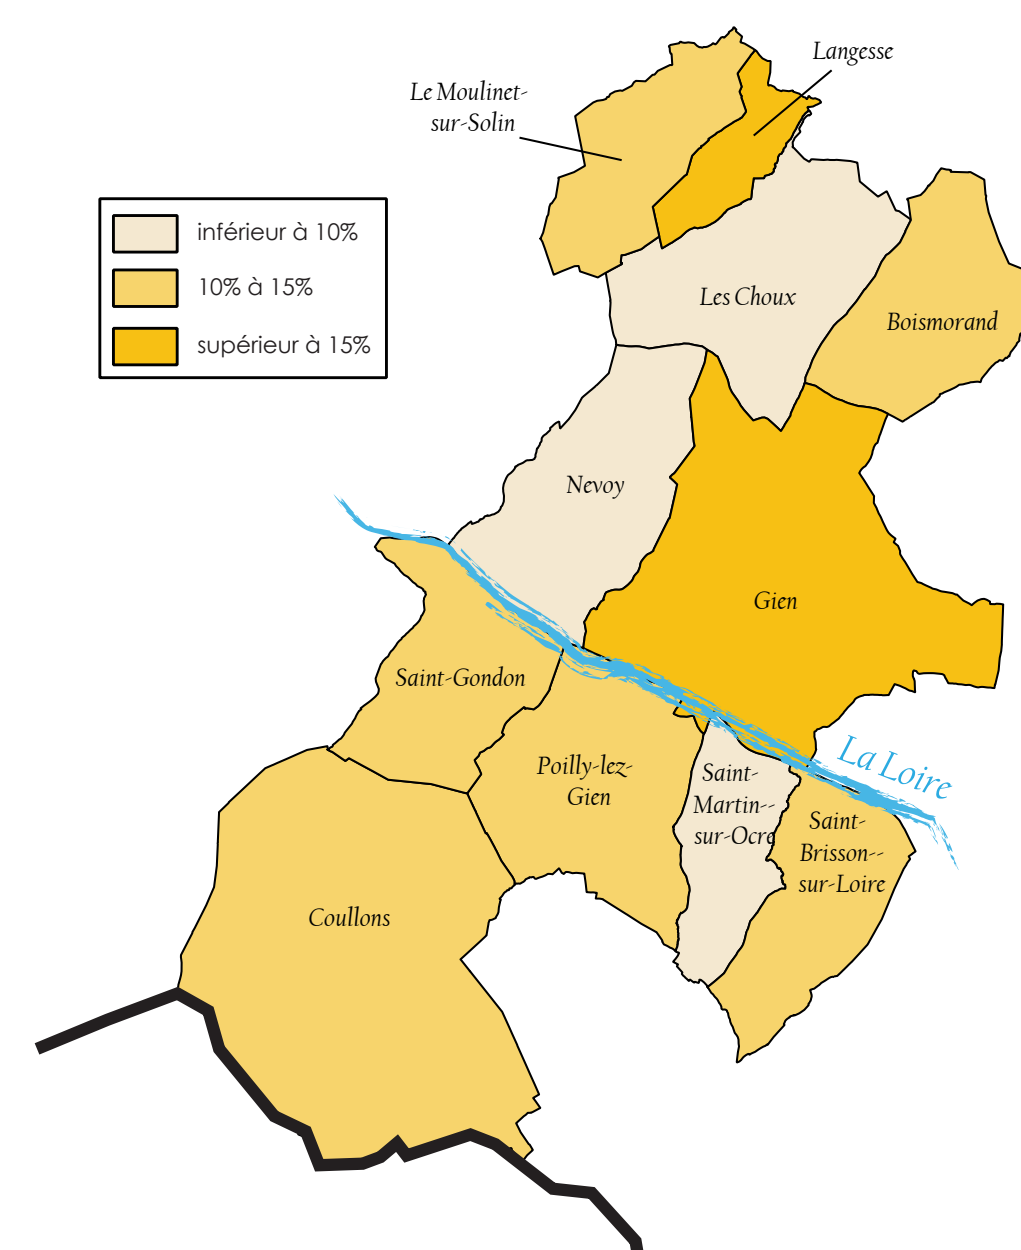 Langesse
Le Moulinet-
sur-Solin
inférieur à 10%
10% à 15%
supérieur à 15%
Les Choux
Boismorand
Nevoy
Gien
Saint-Gondon
La Loire
Poilly-lez-
Gien
Saint-
Martin--
sur-Ocre
Saint-
Brisson--
sur-Loire
Coullons